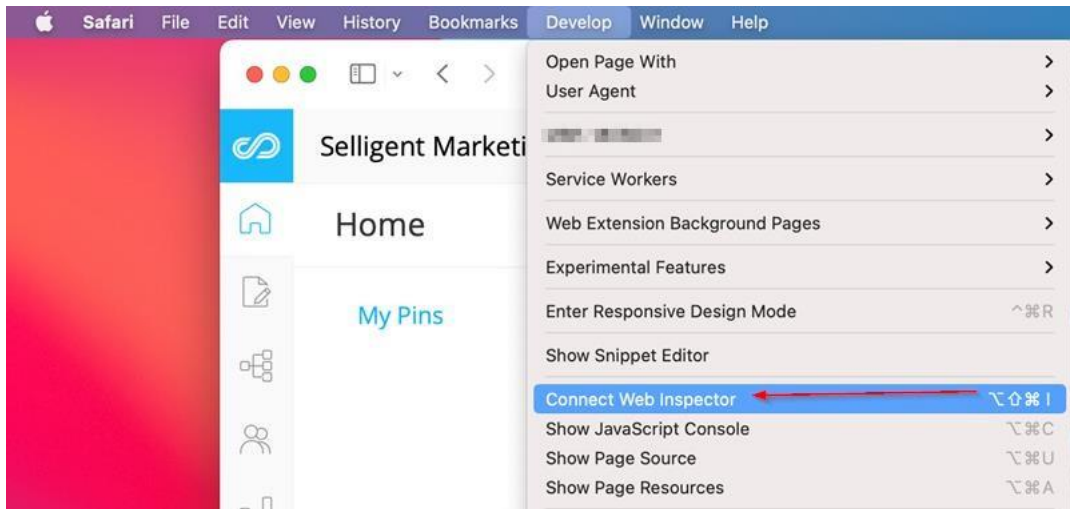 Safari File Edit View History Bookmarks Develop Window Help
Open Page With
User Agent
Selligent Marketi
Service Workers
Home
Web Extension Background Pages
Experimental Features
My Pins
Enter Responsive Design Mode ^⌘R
Show Snippet Editor
Connect Web Inspector ⌥⇧⌘I
Show JavaScript Console ⌥⌘C
Show Page Source ⌥⌘U
Show Page Resources ⌥⌘A